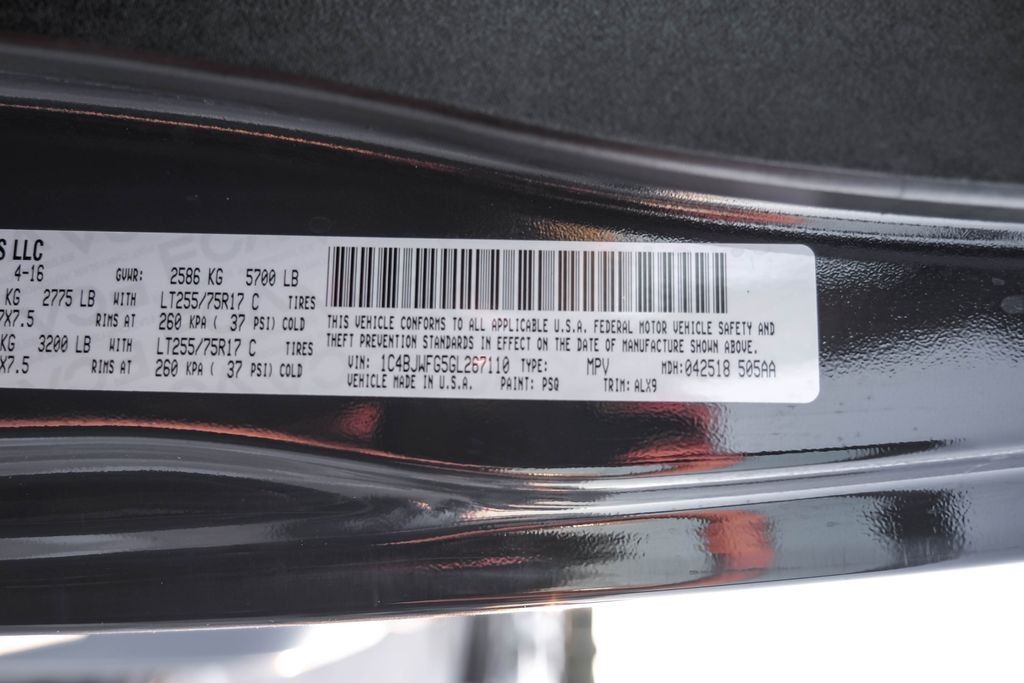 S LLC
4-16 GVWR: 2586 KG 5700 LB
KG 2775 LB WITH LT255/75R17 C TIRES
7X7.5 RIMS AT 260 KPA ( 37 PSI) COLD
KG 3200 LB WITH LT255/75R17 C TIRES
X7.5 RIMS AT 260 KPA ( 37 PSI) COLD
THIS VEHICLE CONFORMS TO ALL APPLICABLE U.S.A. FEDERAL MOTOR VEHICLE SAFETY AND
THEFT PREVENTION STANDARDS IN EFFECT ON THE DATE OF MANUFACTURE SHOWN ABOVE.
VIN: 1C4BJWFG5GL267110 TYPE: MPV MDH: 042518 505AA
VEHICLE MADE IN U.S.A. PAINT: PSQ TRIM: ALX9